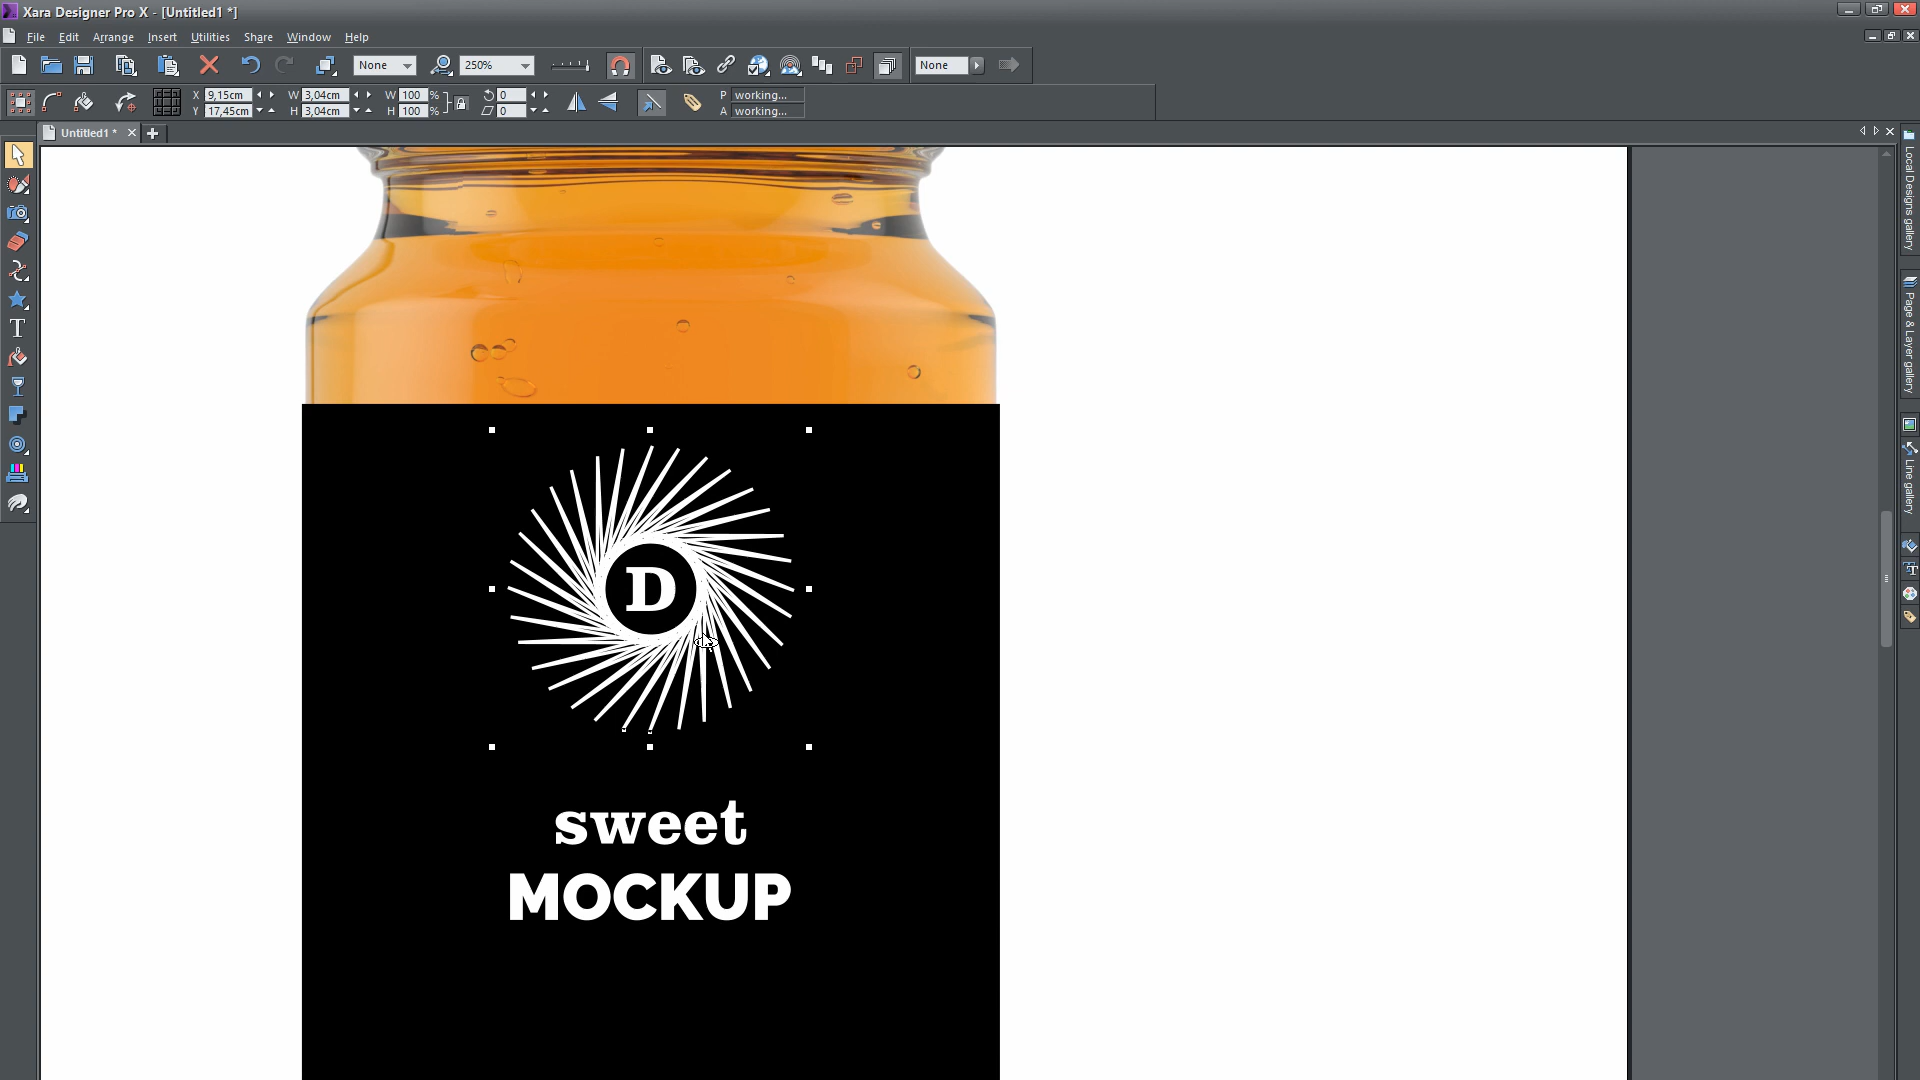 Xara Designer Pro X - [Untitled1 *]
File Edit Arrange Insert Utilities Share Window Help
None 250% None
X 9,15cm W 3,04cm W 100 % 0 P working...
Y 17,45cm H 3,04cm H 100 % 0 A working...
Untitled1 *
Local Designs gallery
Page & Layer gallery
Line gallery
D
sweet
MOCKUP